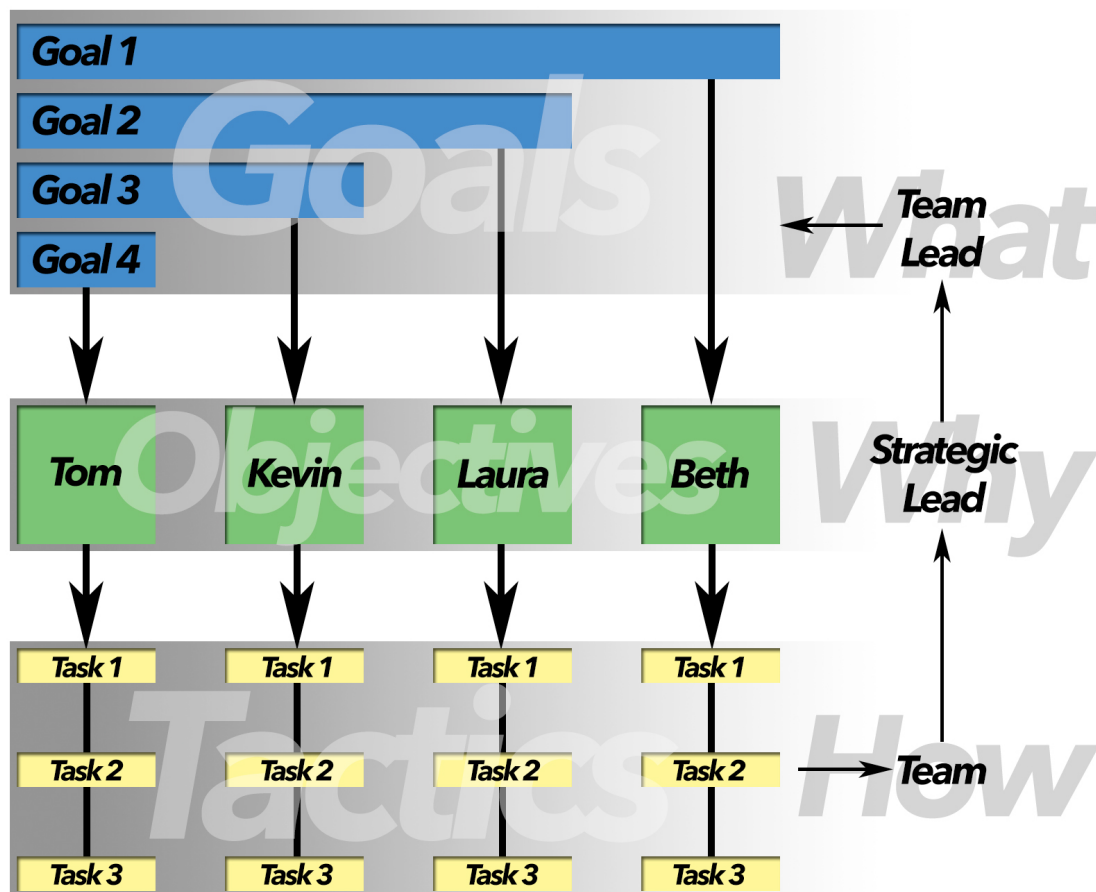 Goal 1
Goal 2
Goal 3
Goal 4
Goals
What
Team
Lead
Tom
Kevin
Laura
Beth
Objectives
Why
Strategic
Lead
Task 1
Task 1
Task 1
Task 1
Task 2
Task 2
Task 2
Task 2
Tactics
How
Team
Task 3
Task 3
Task 3
Task 3